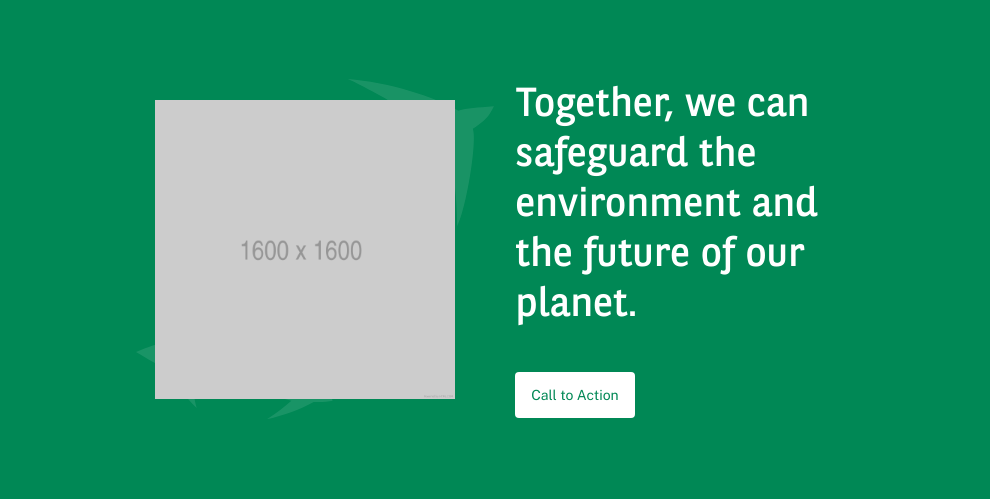 Together, we can
safeguard the
environment and
the future of our
planet.
1600 x 1600
Call to Action